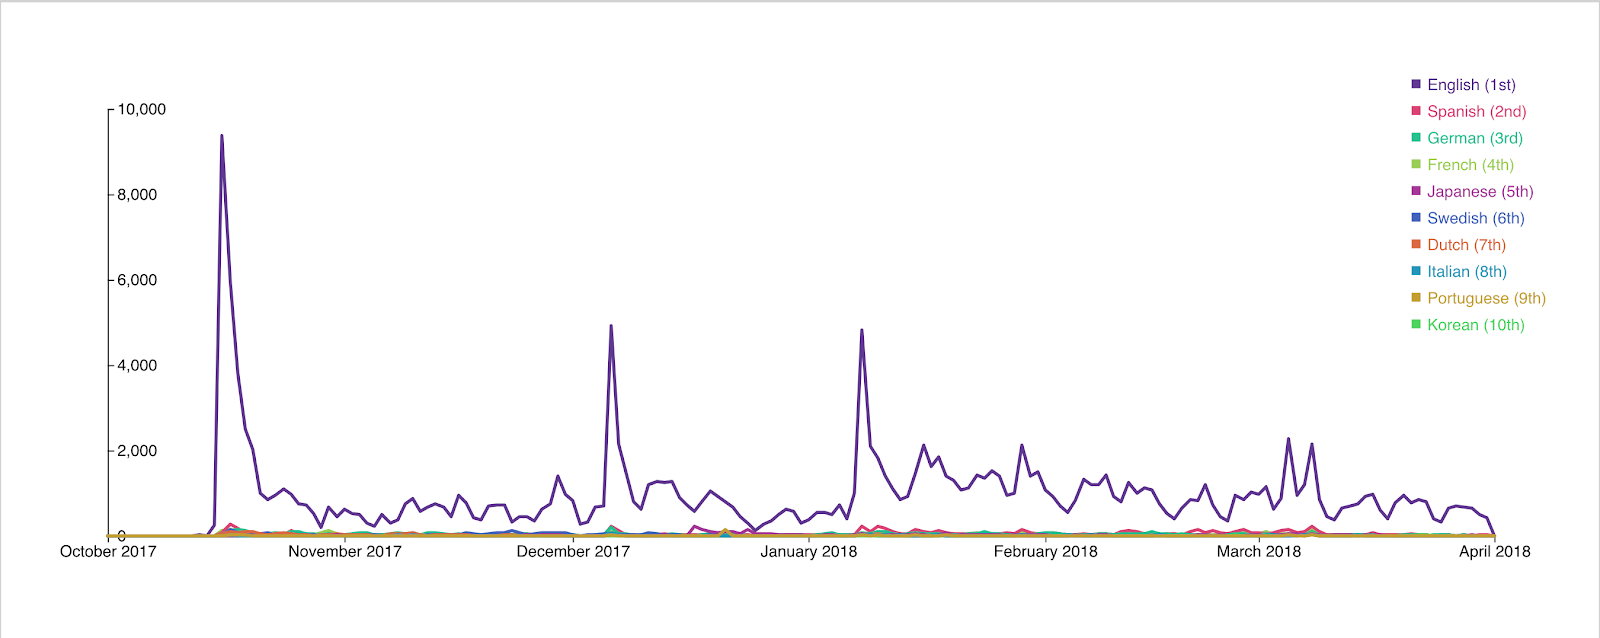 10,000
8,000
6,000
4,000
2,000
0
October 2017
November 2017
December 2017
January 2018
February 2018
March 2018
April 2018
English (1st)
Spanish (2nd)
German (3rd)
French (4th)
Japanese (5th)
Swedish (6th)
Dutch (7th)
Italian (8th)
Portuguese (9th)
Korean (10th)